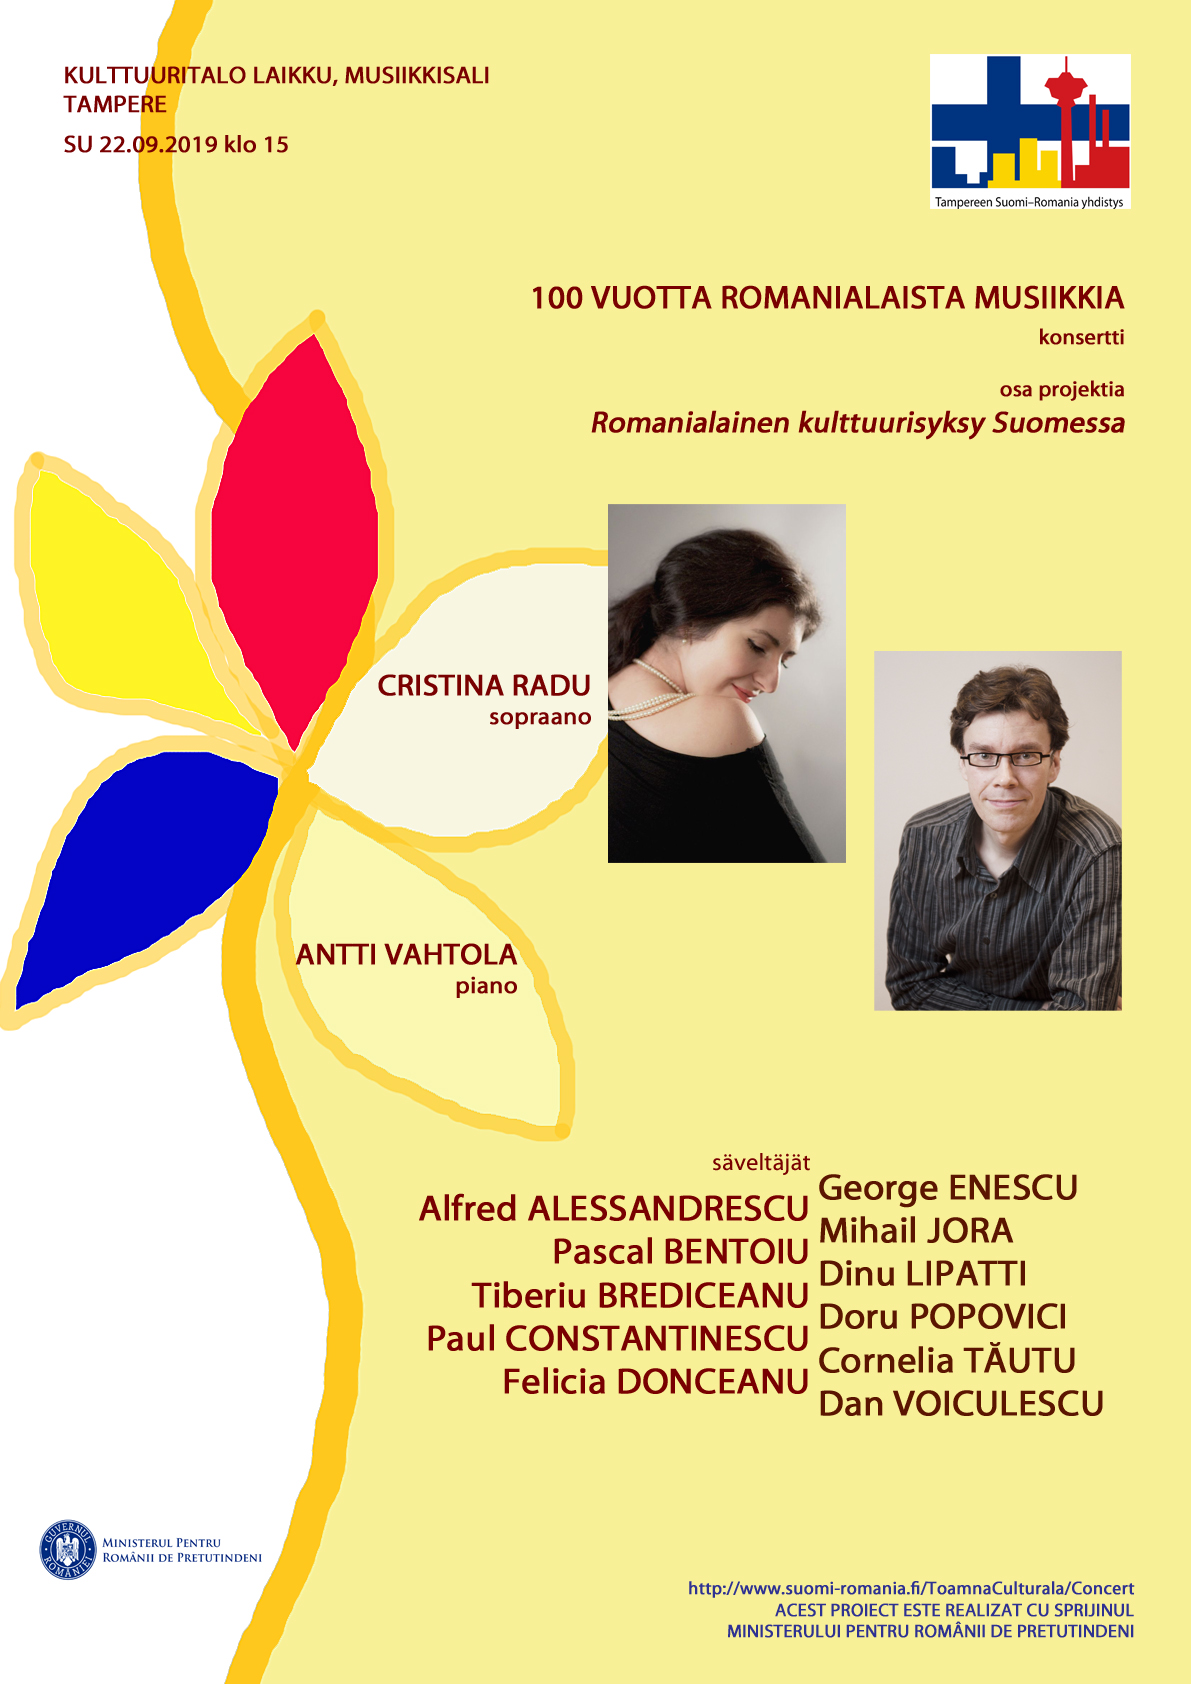 KULTTUURITALO LAIKKU, MUSIIKKISALI
TAMPERE
SU 22.09.2019 klo 15
Tampereen Suomi–Romania yhdistys
100 VUOTTA ROMANIALAISTA MUSIIKKIA
konsertti
osa projektia
Romanialainen kulttuurisyksy Suomessa
CRISTINA RADU
sopraano
ANTTI VAHTOLA
piano
säveltäjät
Alfred ALESSANDRESCU
Pascal BENTOIU
Tiberiu BREDICEANU
Paul CONSTANTINESCU
Felicia DONCEANU
George ENESCU
Mihail JORA
Dinu LIPATTI
Doru POPOVICI
Cornelia TĂUTU
Dan VOICULESCU
GUVERNUL ROMÂNIEI
MINISTERUL PENTRU
ROMÂNII DE PRETUTINDENI
http://www.suomi-romania.fi/ToamnaCulturala/Concert
ACEST PROIECT ESTE REALIZAT CU SPRIJINUL
MINISTERULUI PENTRU ROMÂNII DE PRETUTINDENI